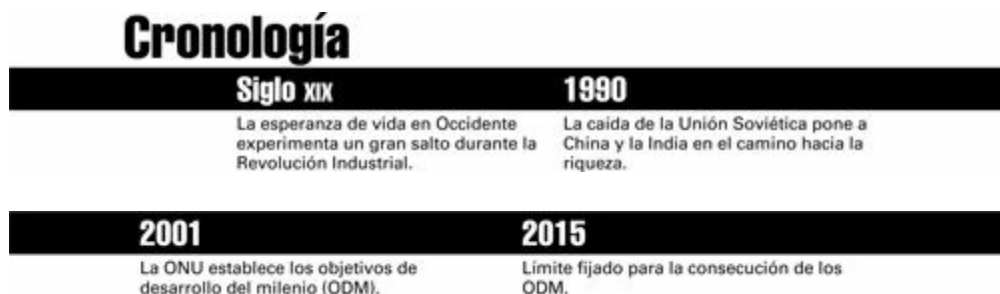 Cronología
Siglo XIX
La esperanza de vida en Occidente
experimenta un gran salto durante la
Revolución Industrial.
1990
La caída de la Unión Soviética pone a
China y la India en el camino hacia la
riqueza.
2001
La ONU establece los objetivos de
desarrollo del milenio (ODM).
2015
Límite fijado para la consecución de los
ODM.